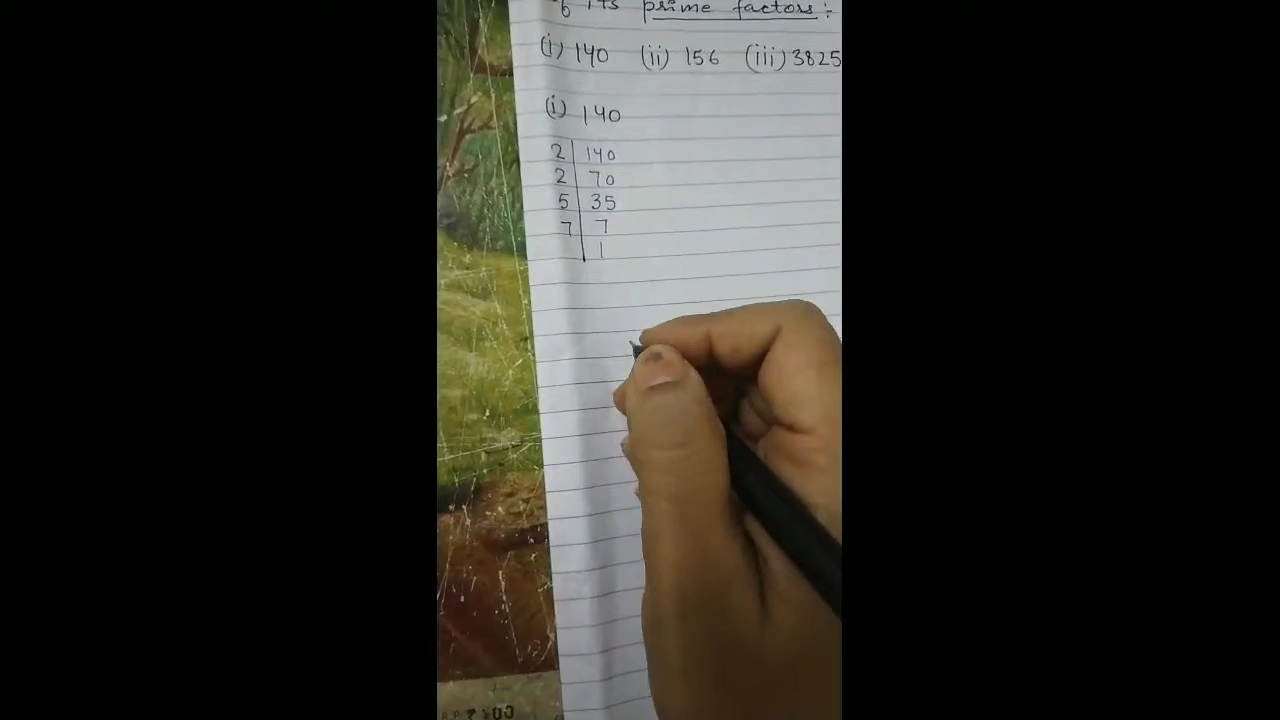 its prime factors:-
(i) 140 (ii) 156 (iii) 3825
(i) 140
2 140
2 70
5 35
7 7
1